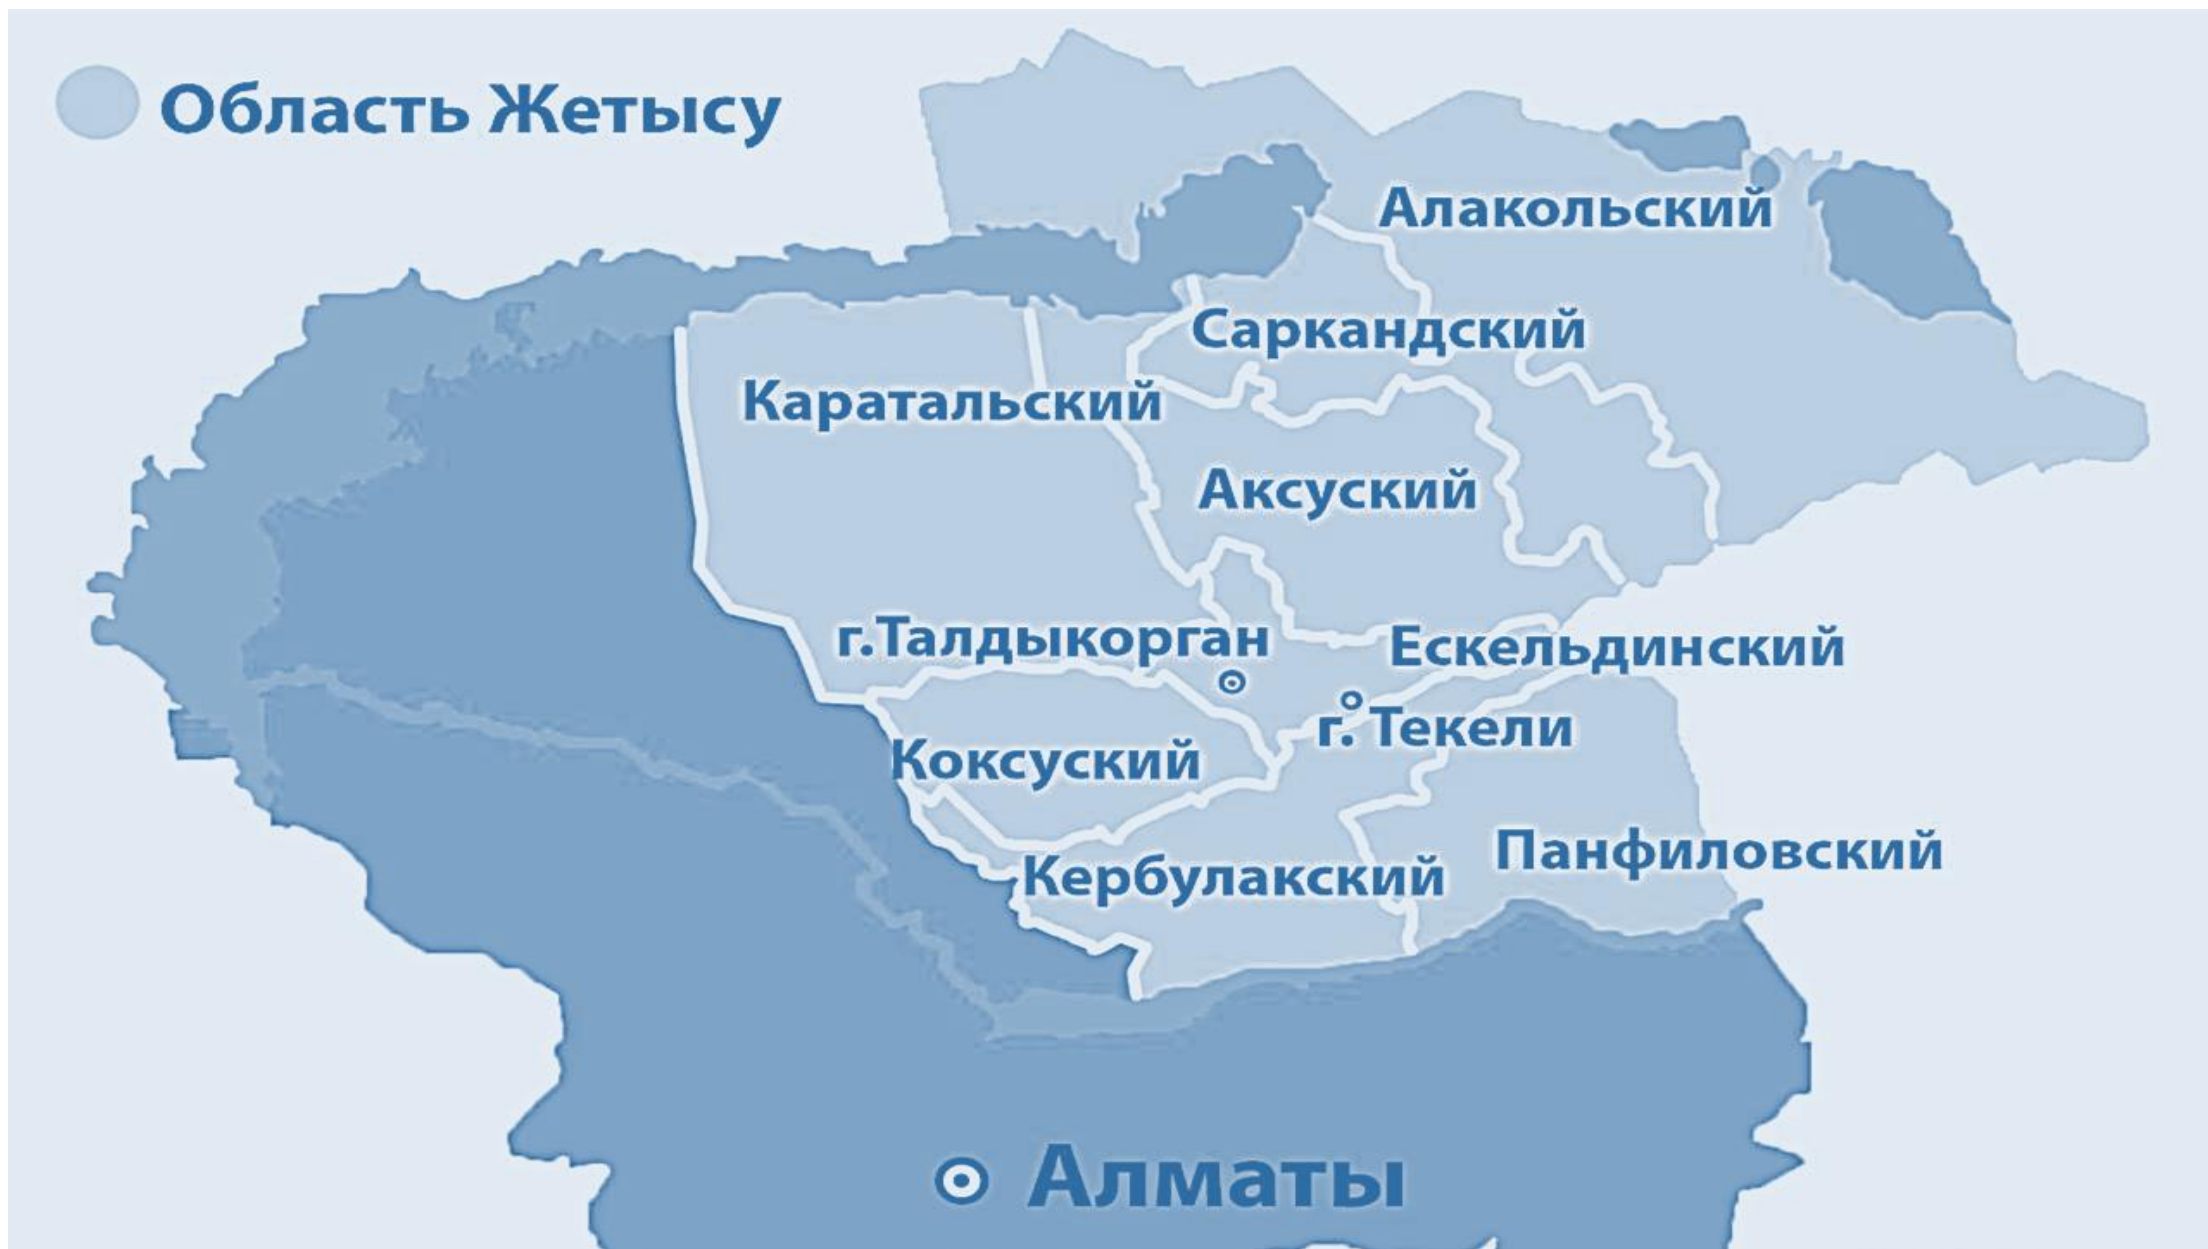 Область Жетысу
Алакольский
Саркандский
Каратальский
Аксуский
г.Талдыкорган
Ескельдинский
г. Текели
Коксуский
Панфиловский
Кербулакский
Алматы